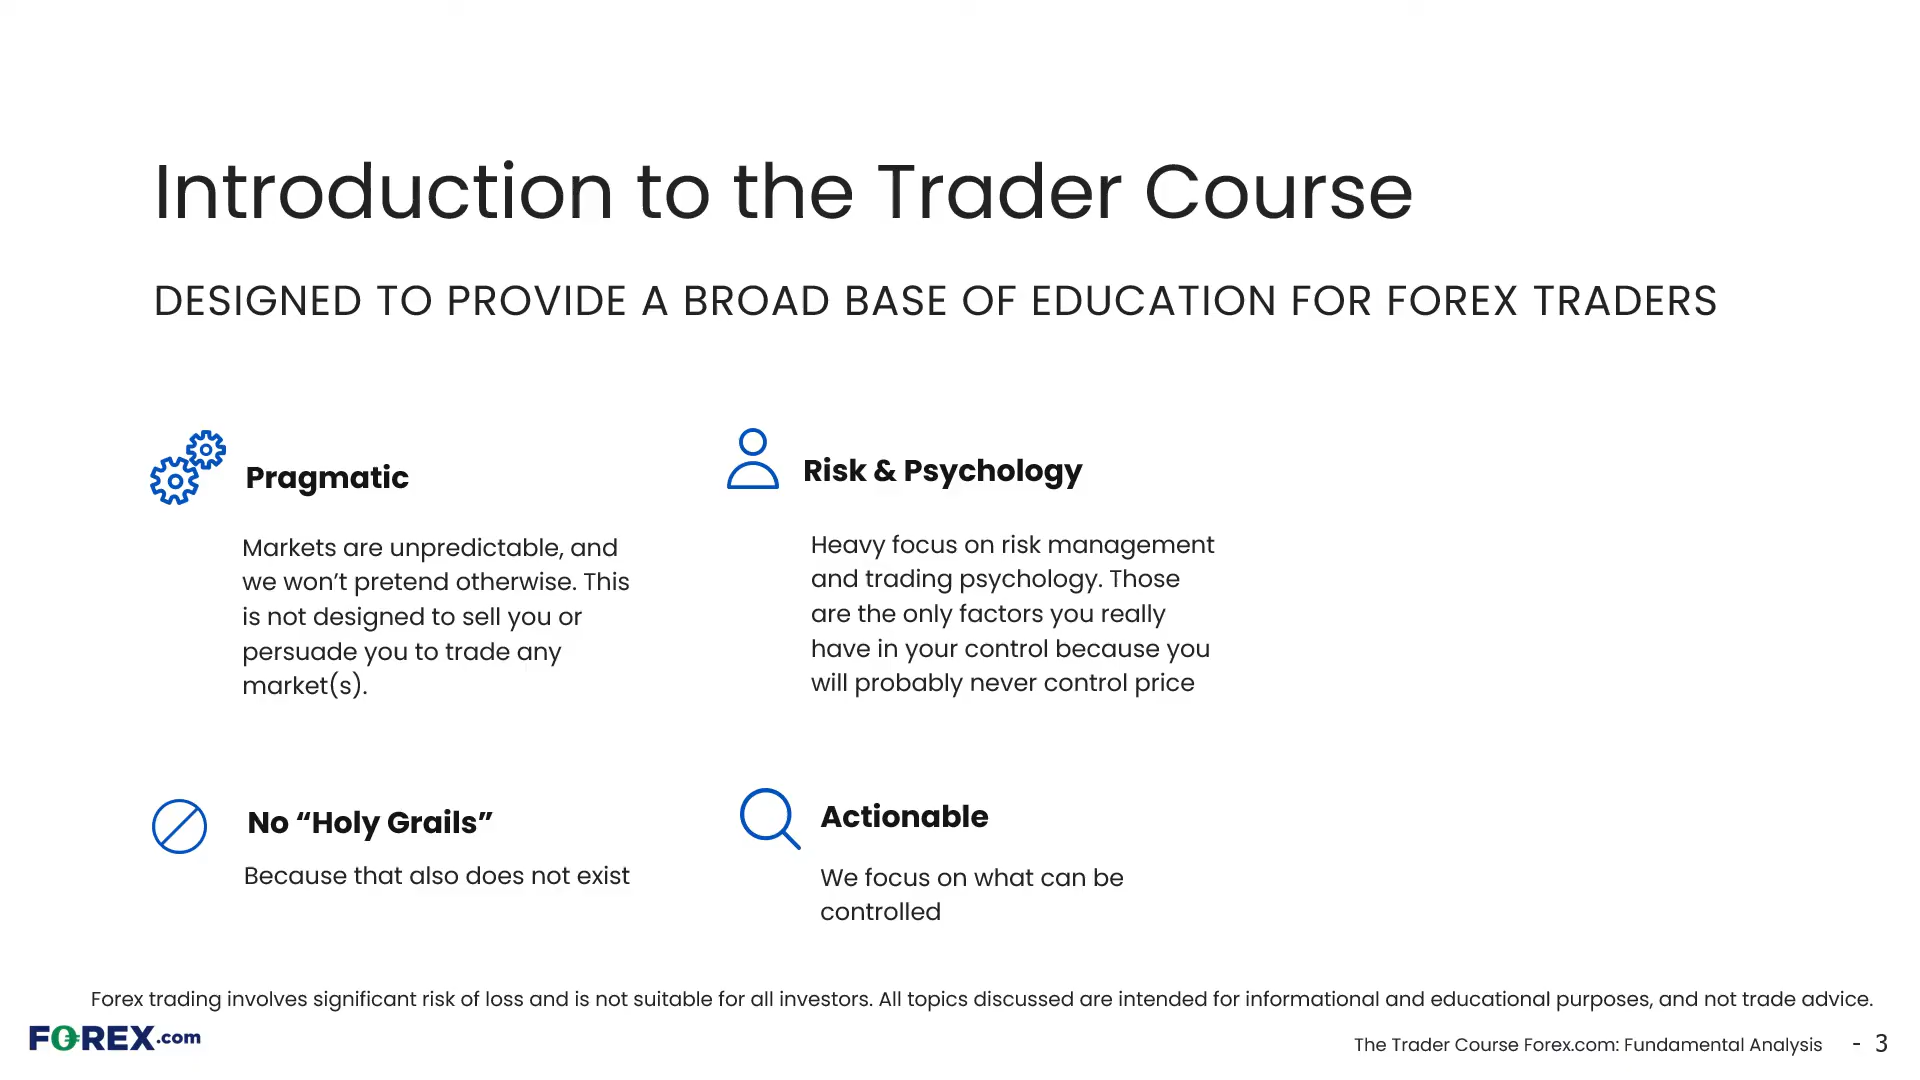 Introduction to the Trader Course
DESIGNED TO PROVIDE A BROAD BASE OF EDUCATION FOR FOREX TRADERS
Pragmatic
Markets are unpredictable, and
we won’t pretend otherwise. This
is not designed to sell you or
persuade you to trade any
market(s).
Risk & Psychology
Heavy focus on risk management
and trading psychology. Those
are the only factors you really
have in your control because you
will probably never control price
No “Holy Grails”
Because that also does not exist
Actionable
We focus on what can be
controlled
Forex trading involves significant risk of loss and is not suitable for all investors. All topics discussed are intended for informational and educational purposes, and not trade advice.
FOREX.com
The Trader Course Forex.com: Fundamental Analysis - 3